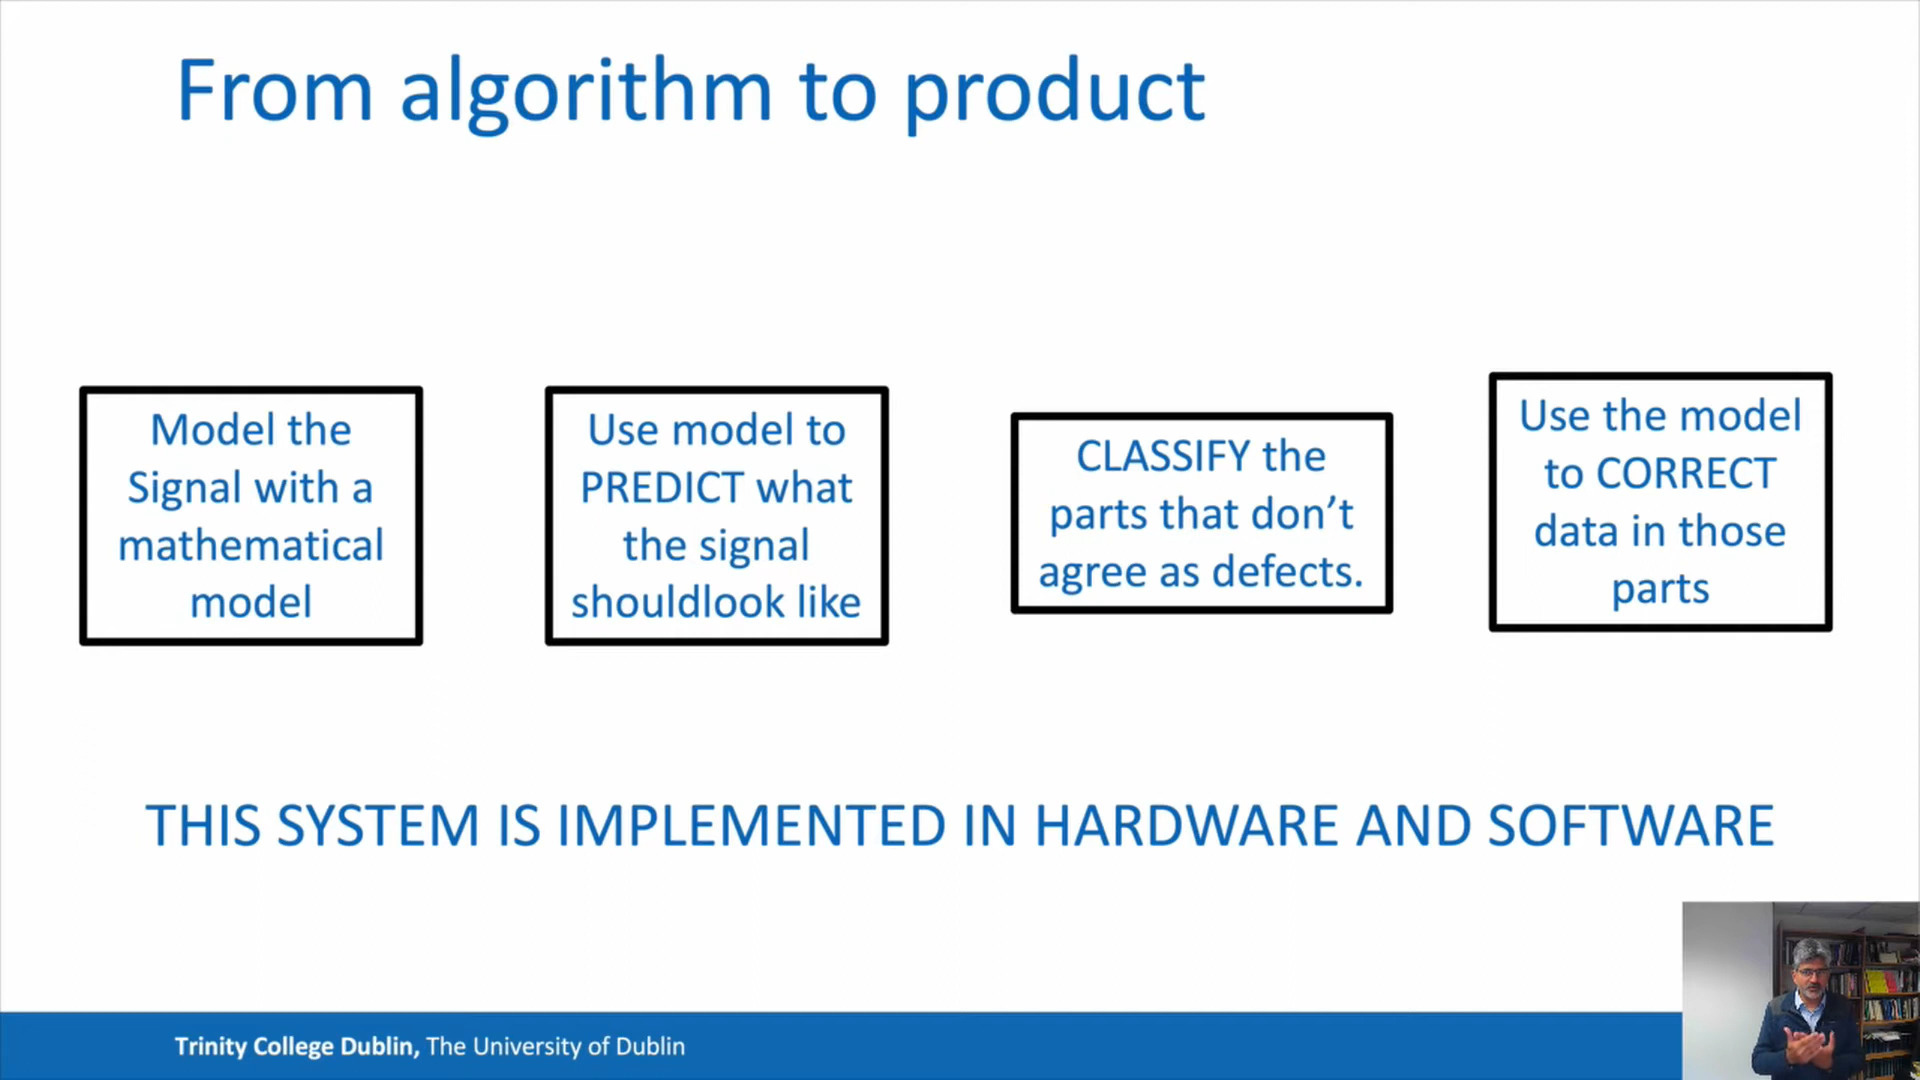 From algorithm to product
Model the
Signal with a
mathematical
model
Use model to
PREDICT what
the signal
shouldlook like
CLASSIFY the
parts that don’t
agree as defects.
Use the model
to CORRECT
data in those
parts
THIS SYSTEM IS IMPLEMENTED IN HARDWARE AND SOFTWARE
Trinity College Dublin, The University of Dublin